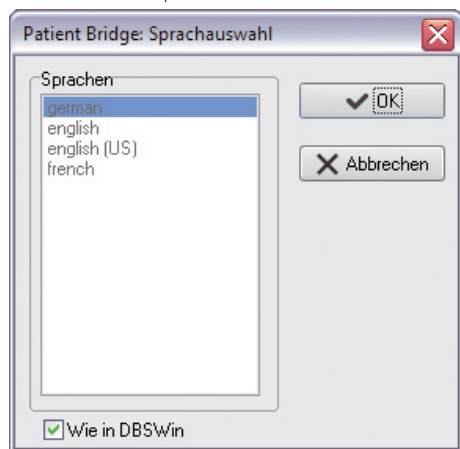 Patient Bridge: Sprachauswahl
Sprachen
german
english
english (US)
french
OK
Abbrechen
Wie in DBSWin